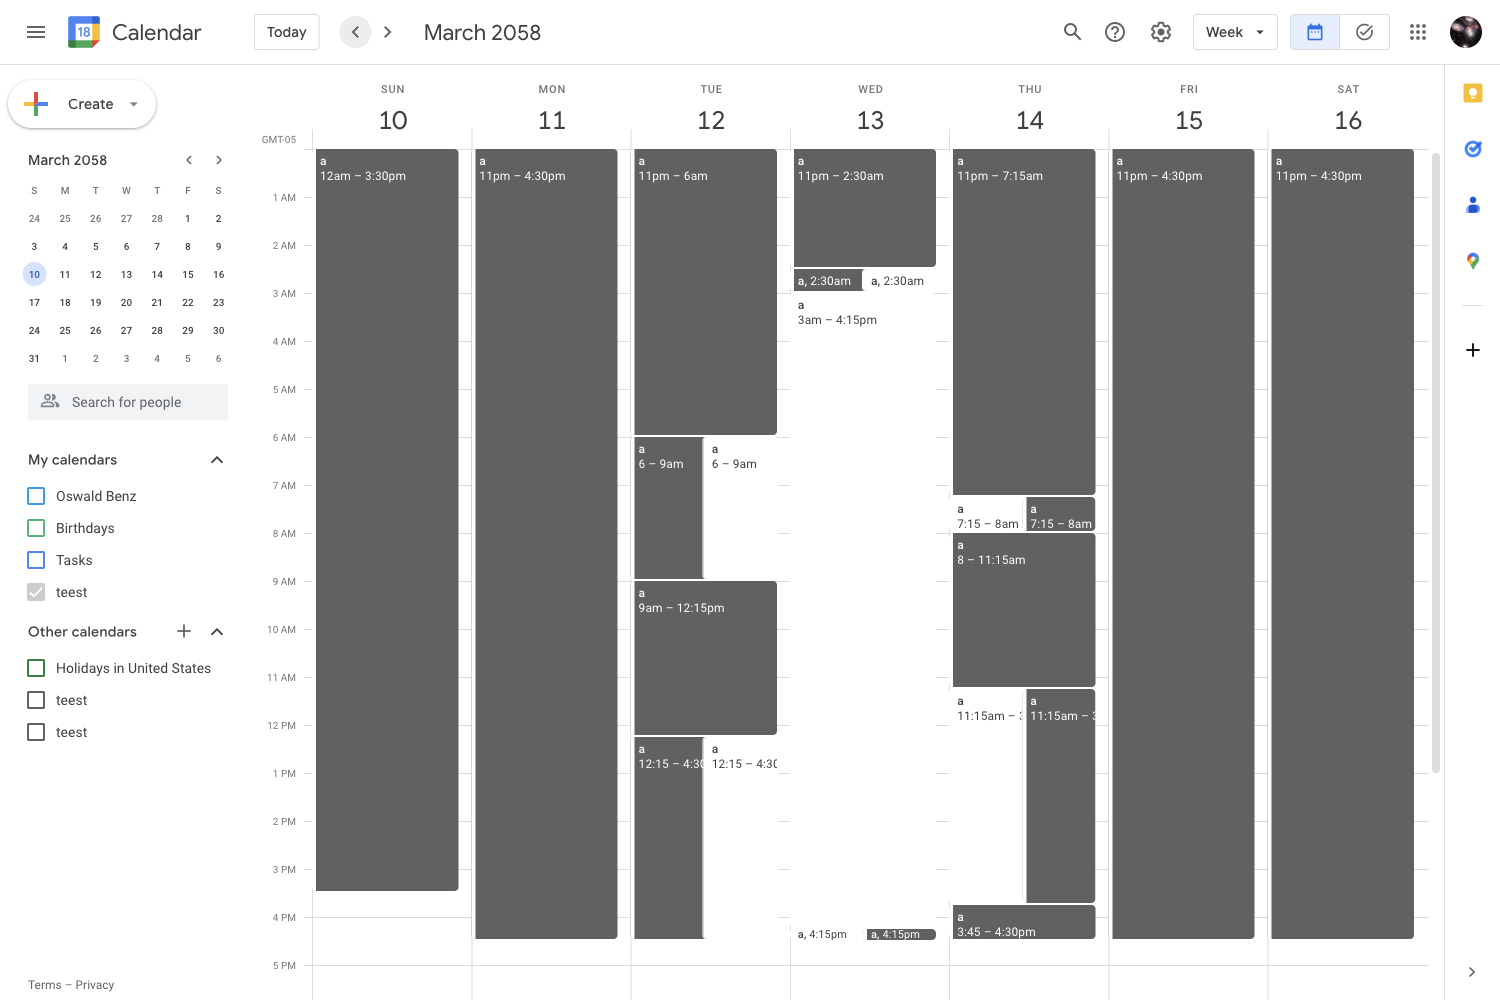 18
Calendar
Today
March 2058
Week
Create
March 2058
S M T W T F S
24 25 26 27 28 1 2
3 4 5 6 7 8 9
10 11 12 13 14 15 16
17 18 19 20 21 22 23
24 25 26 27 28 29 30
31 1 2 3 4 5 6
Search for people
My calendars
Oswald Benz
Birthdays
Tasks
teest
Other calendars
Holidays in United States
teest
teest
Terms – Privacy
SUN MON TUE WED THU FRI SAT
10 11 12 13 14 15 16
GMT-05
1 AM
2 AM
3 AM
4 AM
5 AM
6 AM
7 AM
8 AM
9 AM
10 AM
11 AM
12 PM
1 PM
2 PM
3 PM
4 PM
5 PM
a
12am – 3:30pm
a
11pm – 4:30pm
a
11pm – 6am
a
6 – 9am
a
6 – 9am
a
9am – 12:15pm
a
12:15 – 4:30
a
12:15 – 4:30
a
11pm – 2:30am
a, 2:30am
a, 2:30am
a
3am – 4:15pm
a, 4:15pm
a, 4:15pm
a
11pm – 7:15am
a
7:15 – 8am
a
7:15 – 8am
a
8 – 11:15am
a
11:15am – 3
a
11:15am – 3
a
3:45 – 4:30pm
a
11pm – 4:30pm
a
11pm – 4:30pm